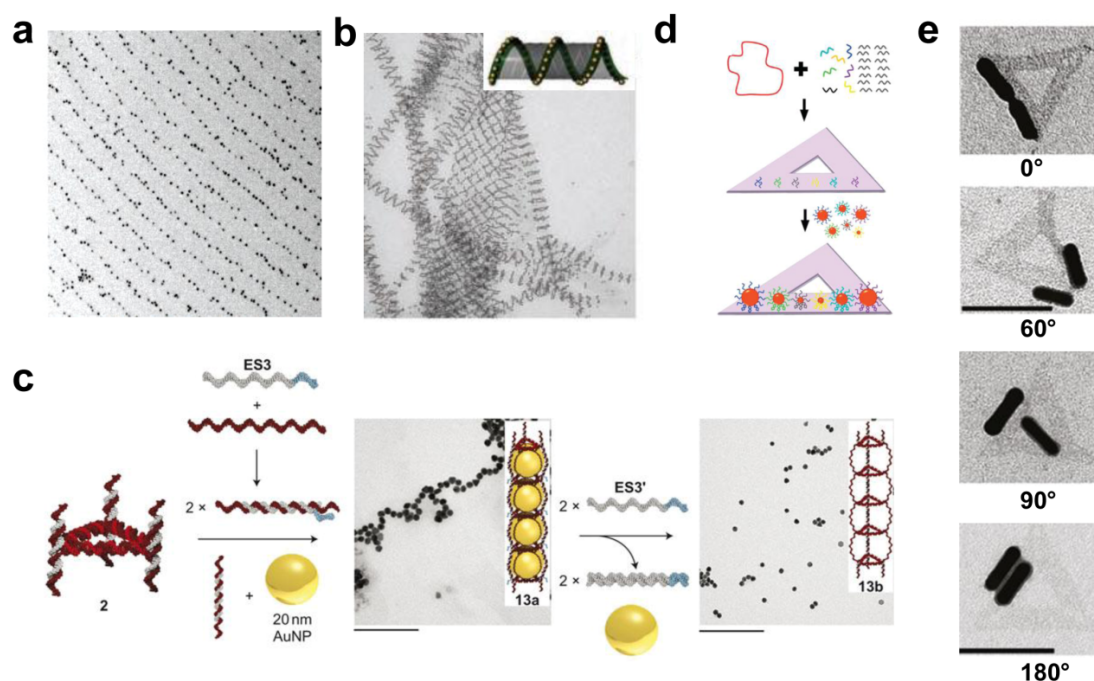 a
b
d
e
0°
60°
90°
180°
c
ES3
+
2 ×
2
+
20 nm
AuNP
13a
ES3'
2 ×
2 ×
13b
+